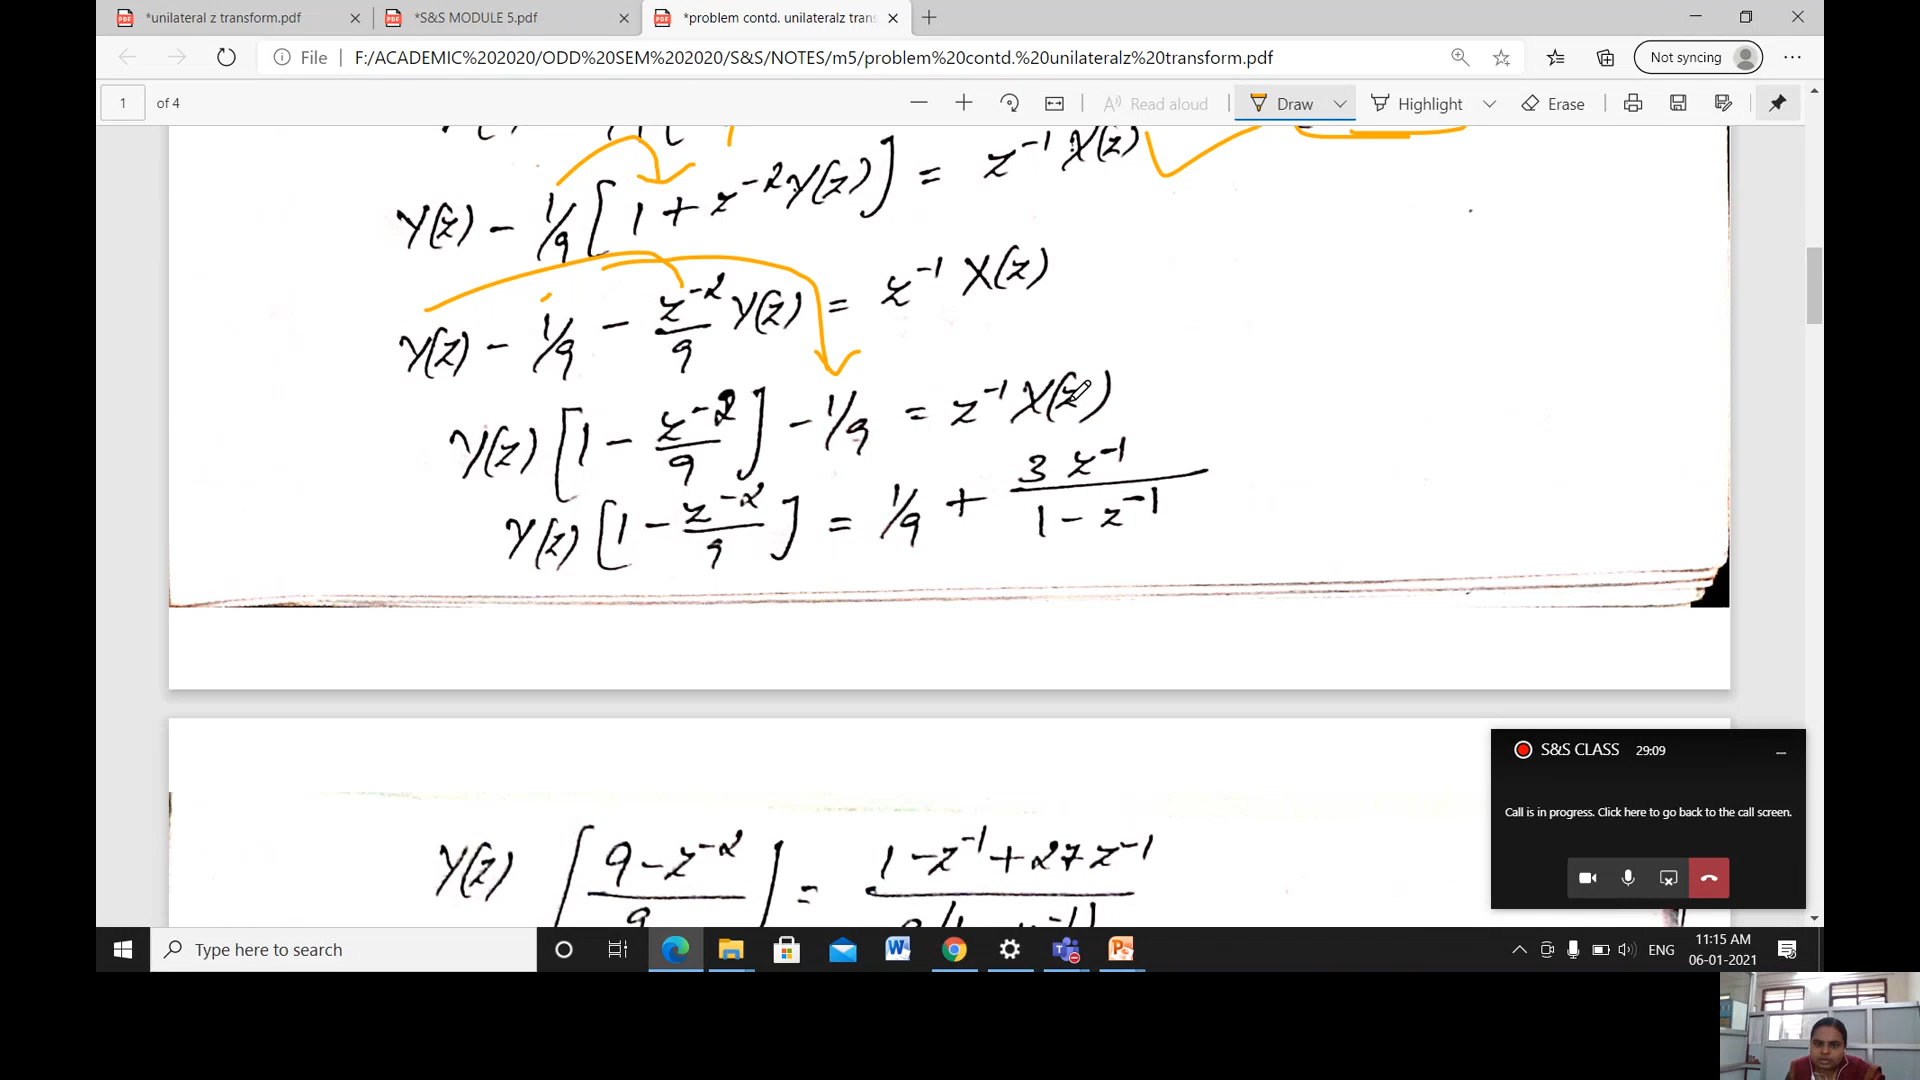 *unilateral z transform.pdf
*S&S MODULE 5.pdf
*problem contd. unilateralz trans
File F:/ACADEMIC%202020/ODD%20SEM%202020/S&S/NOTES/m5/problem%20contd.%20unilateralz%20transform.pdf
Not syncing
1 of 4
Read aloud
Draw
Highlight
Erase
Y(z) - 1/9 [1 + z^-2 Y(z)] = z^-1 X(z)
Y(z) - 1/9 - z^-2/9 Y(z) = z^-1 X(z)
Y(z) [1 - z^-2/9] - 1/9 = z^-1 X(z)
Y(z) [1 - z^-2/9] = 1/9 + 3 z^-1/1 - z^-1
Y(z) [9 - z^-2/9] = 1 - z^-1 + 27 z^-1
S&S CLASS 29:09
Call is in progress. Click here to go back to the call screen.
Type here to search
ENG
11:15 AM
06-01-2021